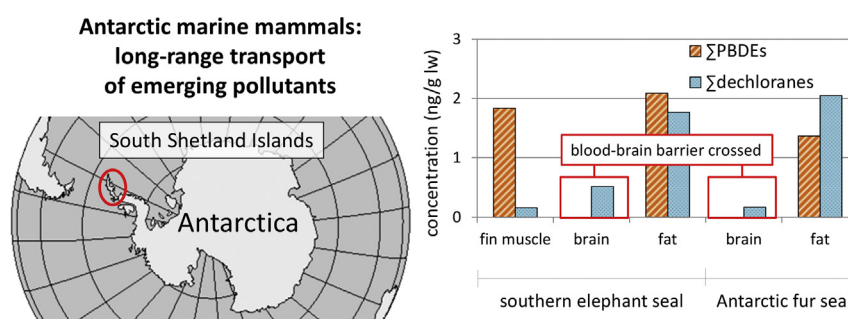 Antarctic marine mammals:
long-range transport
of emerging pollutants
South Shetland Islands
Antarctica
concentration (ng/g lw)
3
2
1
0
∑PBDEs
∑dechloranes
blood-brain barrier crossed
fin muscle
brain
fat
brain
fat
southern elephant seal
Antarctic fur sea